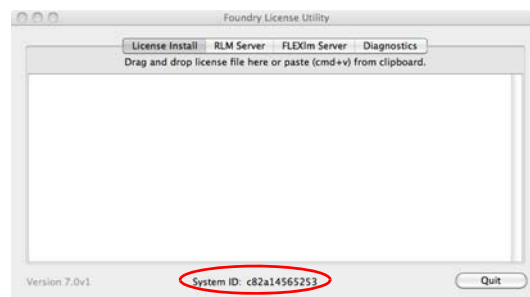 Foundry License Utility
License Install RLM Server FLEXlm Server Diagnostics
Drag and drop license file here or paste (cmd+v) from clipboard.
Version 7.0v1 System ID: c82a14565253 Quit